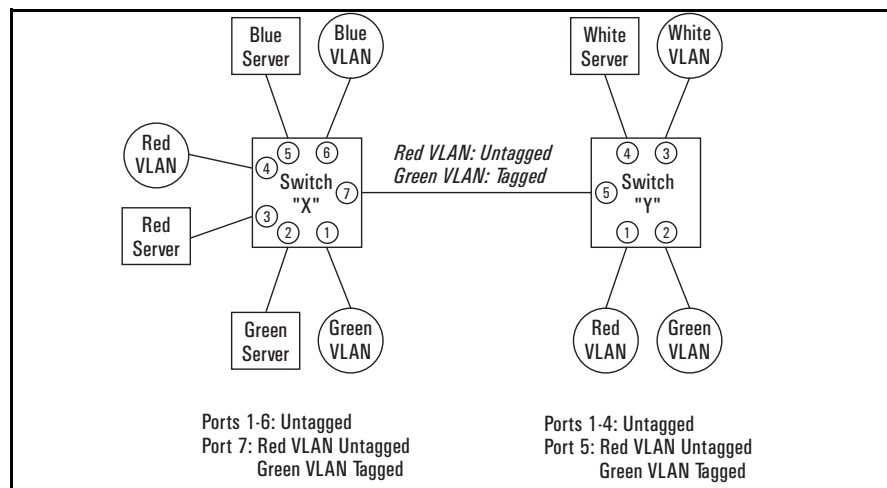 Blue
Server
Blue
VLAN
White
Server
White
VLAN
Red
VLAN
5
6
4
Switch
"X"
7
3
2
1
Red VLAN: Untagged
Green VLAN: Tagged
4
3
5
Switch
"Y"
1
2
Red
Server
Green
Server
Green
VLAN
Red
VLAN
Green
VLAN
Ports 1-6: Untagged
Port 7: Red VLAN Untagged
Green VLAN Tagged
Ports 1-4: Untagged
Port 5: Red VLAN Untagged
Green VLAN Tagged